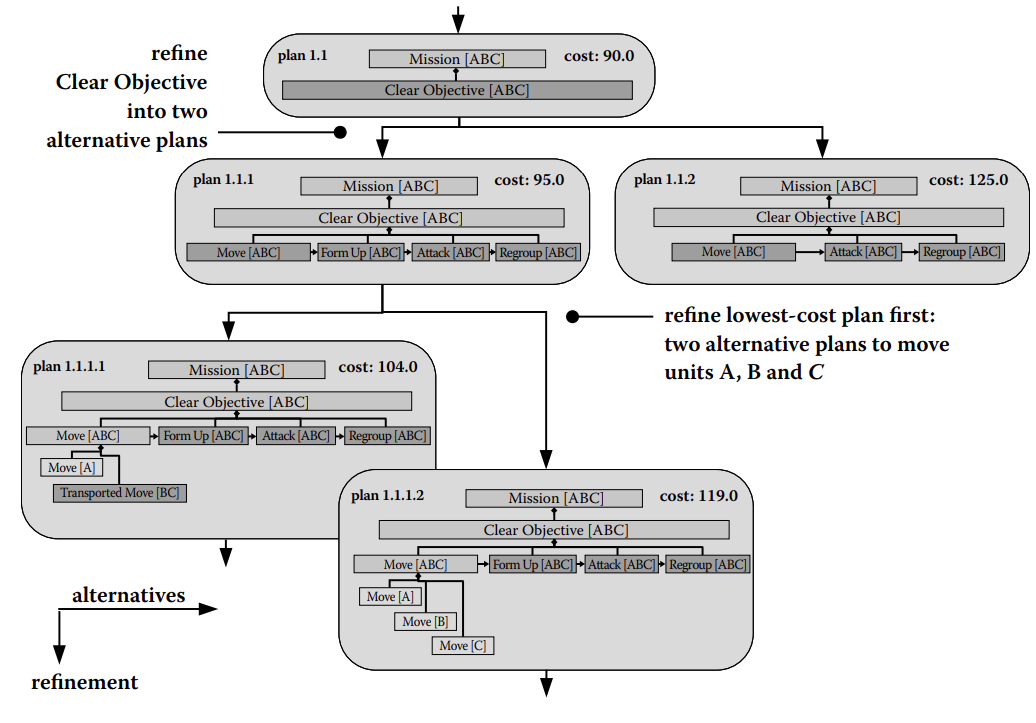 refine
Clear Objective
into two
alternative plans
plan 1.1
Mission [ABC]
cost: 90.0
Clear Objective [ABC]
plan 1.1.1
cost: 95.0
Mission [ABC]
Clear Objective [ABC]
Move [ABC]
Form Up [ABC]
Attack [ABC]
Regroup [ABC]
plan 1.1.2
cost: 125.0
Mission [ABC]
Clear Objective [ABC]
Move [ABC]
Attack [ABC]
Regroup [ABC]
refine lowest-cost plan first:
two alternative plans to move
units A, B and C
plan 1.1.1.1
cost: 104.0
Mission [ABC]
Clear Objective [ABC]
Move [ABC]
Form Up [ABC]
Attack [ABC]
Regroup [ABC]
Move [A]
Transported Move [BC]
plan 1.1.1.2
cost: 119.0
Mission [ABC]
Clear Objective [ABC]
Move [ABC]
Form Up [ABC]
Attack [ABC]
Regroup [ABC]
Move [A]
Move [B]
Move [C]
alternatives
refinement